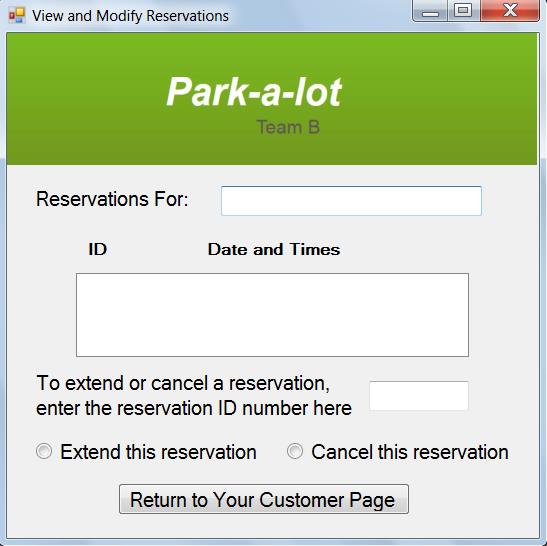 View and Modify Reservations
Park-a-lot
Team B
Reservations For:
ID Date and Times
To extend or cancel a reservation,
enter the reservation ID number here
Extend this reservation Cancel this reservation
Return to Your Customer Page